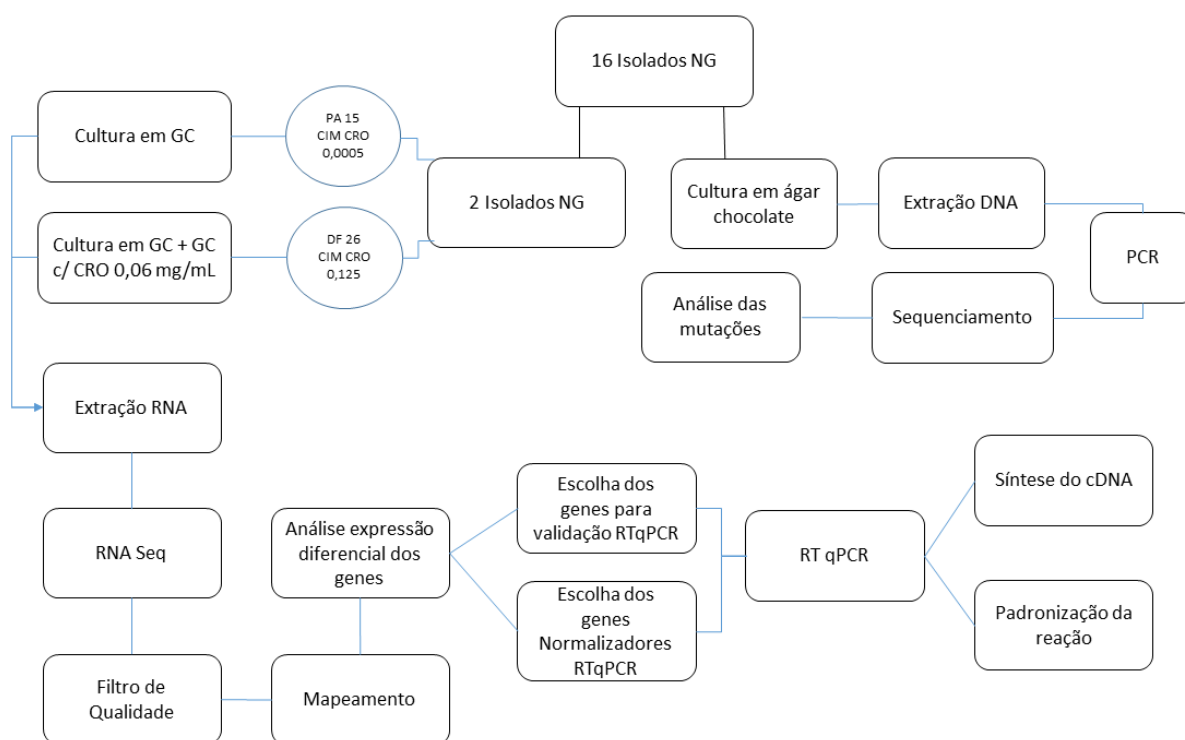 16 Isolados NG
Cultura em GC
PA 15
CIM CRO
0,0005
2 Isolados NG
Cultura em ágar
chocolate
Extração DNA
PCR
Cultura em GC + GC
c/ CRO 0,06 mg/mL
DF 26
CIM CRO
0,125
Análise das
mutações
Sequenciamento
Extração RNA
RNA Seq
Filtro de
Qualidade
Mapeamento
Análise expressão
diferencial dos
genes
Escolha dos
genes para
validação RTqPCR
Escolha dos
genes
Normalizadores
RTqPCR
RT qPCR
Síntese do cDNA
Padronização da
reação